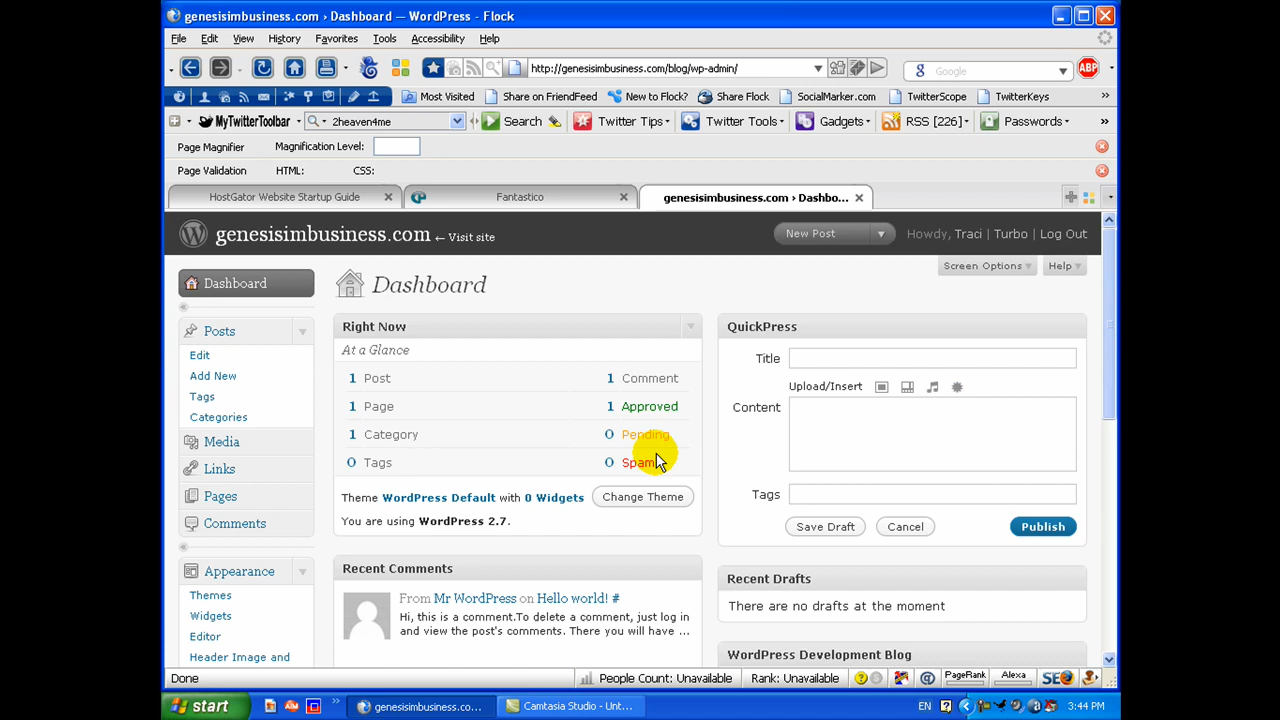 genesisimbusiness.com › Dashboard — WordPress - Flock
File Edit View History Favorites Tools Accessibility Help
http://genesisimbusiness.com/blog/wp-admin/
Google
ABP
Most Visited Share on FriendFeed New to Flock? Share Flock SocialMarker.com TwitterScope TwitterKeys »
MyTwitterToolbar 2heaven4me Search Twitter Tips Twitter Tools Gadgets RSS [226] Passwords »
Page Magnifier Magnification Level:
Page Validation HTML: CSS:
HostGator Website Startup Guide Fantastico genesisimbusiness.com › Dashbo...
genesisimbusiness.com ← Visit site New Post Howdy, Traci | Turbo | Log Out
Screen Options Help
Dashboard
Posts
Edit
Add New
Tags
Categories
Media
Links
Pages
Comments
Appearance
Themes
Widgets
Editor
Header Image and
Dashboard
Right Now
At a Glance
1 Post 1 Comment
1 Page 1 Approved
1 Category 0 Pending
0 Tags 0 Spam
Theme WordPress Default with 0 Widgets Change Theme
You are using WordPress 2.7.
Recent Comments
From Mr WordPress on Hello world! #
Hi, this is a comment.To delete a comment, just log in
and view the post's comments. There you will have ...
QuickPress
Title
Upload/Insert
Content
Tags
Save Draft Cancel Publish
Recent Drafts
There are no drafts at the moment
WordPress Development Blog
Done People Count: Unavailable Rank: Unavailable PageRank Alexa SEO
start » genesisimbusiness.co... Camtasia Studio - Unt... EN 3:44 PM